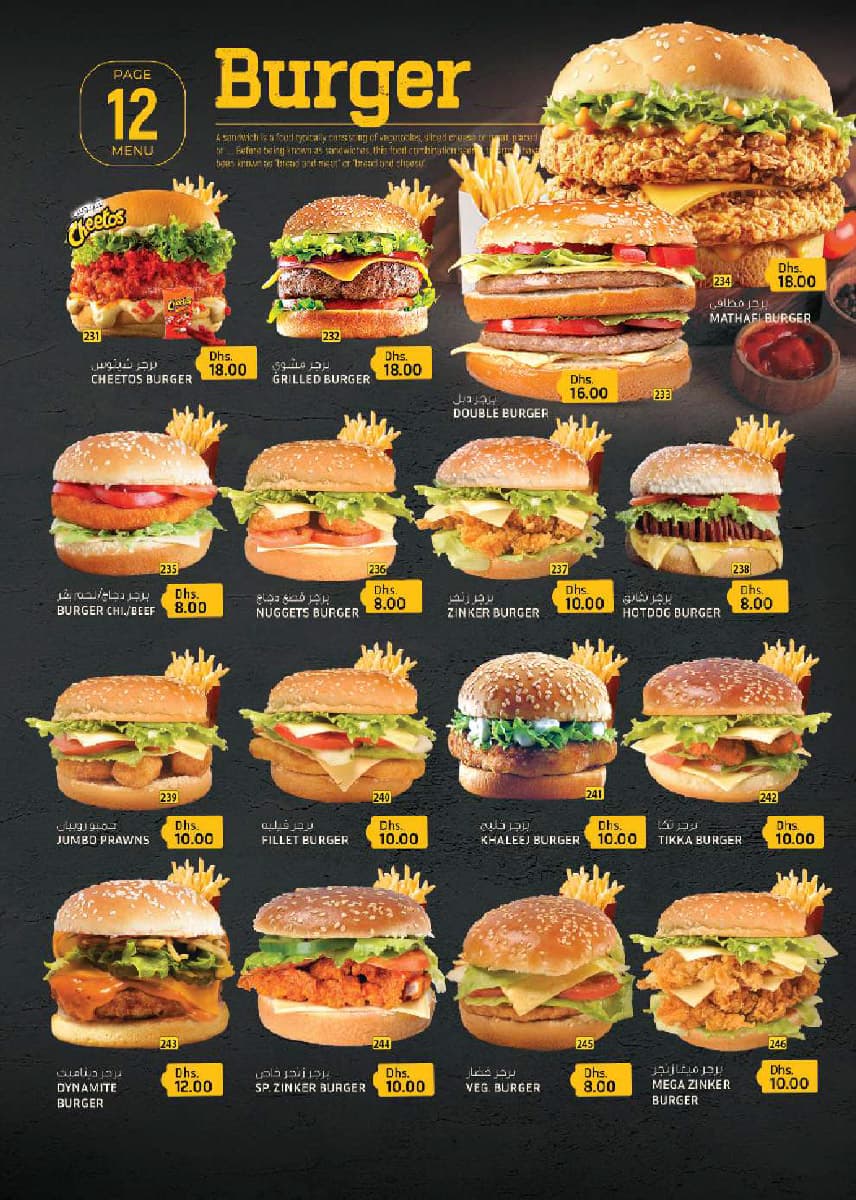 PAGE
12
MENU
Burger
A sandwich is a food typically consisting of vegetables, sliced cheese or meat, placed
or .... Before being known as sandwiches, this food combination
been known as "bread and meat" or "bread and cheese".
Cheetos
Cheetos
231
برجر شيتوس
CHEETOS BURGER
Dhs.
18.00
232
برجر مشوي
GRILLED BURGER
Dhs.
18.00
233
برجر دبل
DOUBLE BURGER
Dhs.
16.00
234
برجر مطافي
MATHAFI BURGER
Dhs.
18.00
235
برجر دجاج/لحم بقر
BURGER CHI./BEEF
Dhs.
8.00
236
برجر قطع دجاج
NUGGETS BURGER
Dhs.
8.00
237
برجر زنجر
ZINKER BURGER
Dhs.
10.00
238
برجر نقانق
HOTDOG BURGER
Dhs.
8.00
239
جمبو روبيان
JUMBO PRAWNS
Dhs.
10.00
240
برجر فيليه
FILLET BURGER
Dhs.
10.00
241
برجر خليج
KHALEEJ BURGER
Dhs.
10.00
242
برجر تكا
TIKKA BURGER
Dhs.
10.00
243
برجر ديناميت
DYNAMITE
BURGER
Dhs.
12.00
244
برجر زنجر خاص
SP. ZINKER BURGER
Dhs.
10.00
245
برجر خضار
VEG. BURGER
Dhs.
8.00
246
برجر ميغا زنجر
MEGA ZINKER
BURGER
Dhs.
10.00